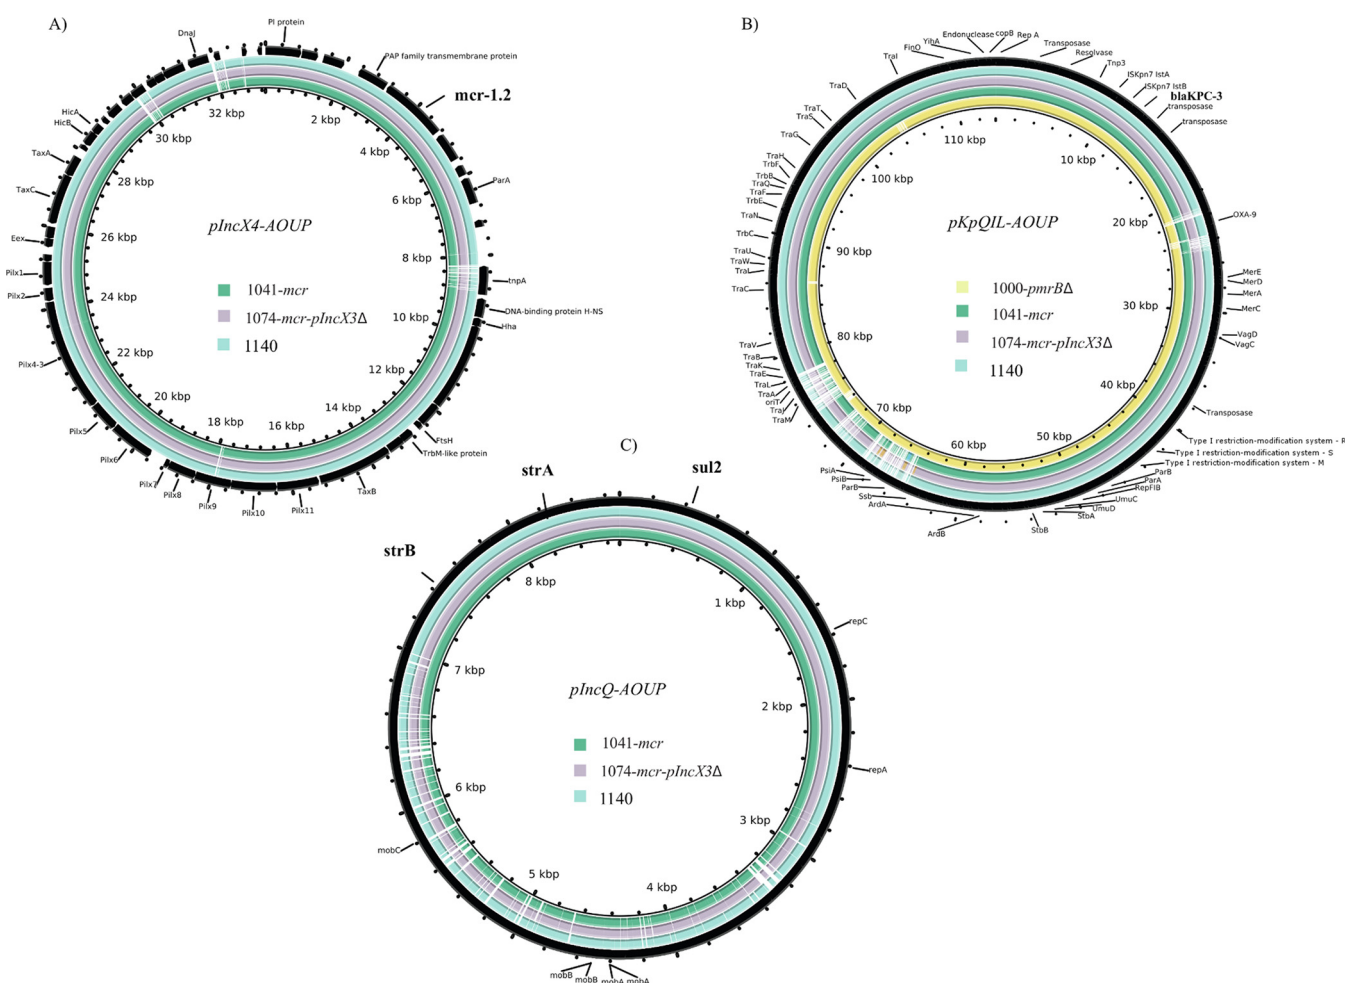 A)
PI protein
DnaJ
PAP family transmembrane protein
mcr-1.2
HicA
HicB
TaxA
ParA
TaxC
Eex
Pilx1
tnpA
Pilx2
DNA-binding protein H-NS
Hha
Pilx4-3
Pilx5
FtsH
Pilx6
TrbM-like protein
Pilx7
Pilx8
TaxB
Pilx9
Pilx10
Pilx11
32 kbp
2 kbp
30 kbp
4 kbp
28 kbp
6 kbp
26 kbp
8 kbp
24 kbp
10 kbp
22 kbp
12 kbp
20 kbp
14 kbp
18 kbp
16 kbp
pIncX4-AOUP
1041-mcr
1074-mcr-pIncX3Δ
1140
B)
Endonuclease
copB
Rep A
YihA
FinO
TraI
Transposase
Resolvase
Tnp3
ISKpn7 IstA
ISKpn7 IstB
blaKPC-3
transposase
transposase
TraD
TraT
TraS
TraG
TraH
TrbF
TrbB
TraQ
TraF
TrbE
TraN
OXA-9
TrbC
TraU
TraW
TraL
TraC
MerE
MerD
MerA
MerC
VagD
VagC
TraV
TraB
TraK
TraE
TraL
TraA
oriT
TraJ
TraM
Transposase
Type I restriction-modification system - R
Type I restriction-modification system - S
Type I restriction-modification system - M
PsiA
PsiB
ParB
Ssb
ArdA
ArdB
ParB
ParA
RepFIB
UmuC
UmuD
StbA
StbB
110 kbp
10 kbp
100 kbp
20 kbp
90 kbp
30 kbp
80 kbp
40 kbp
70 kbp
50 kbp
60 kbp
pKpQIL-AOUP
1000-pmrBΔ
1041-mcr
1074-mcr-pIncX3Δ
1140
C)
strA
sul2
strB
repC
repA
mobC
mobB
mobB
mobA
mobA
8 kbp
1 kbp
7 kbp
2 kbp
6 kbp
3 kbp
5 kbp
4 kbp
pIncQ-AOUP
1041-mcr
1074-mcr-pIncX3Δ
1140